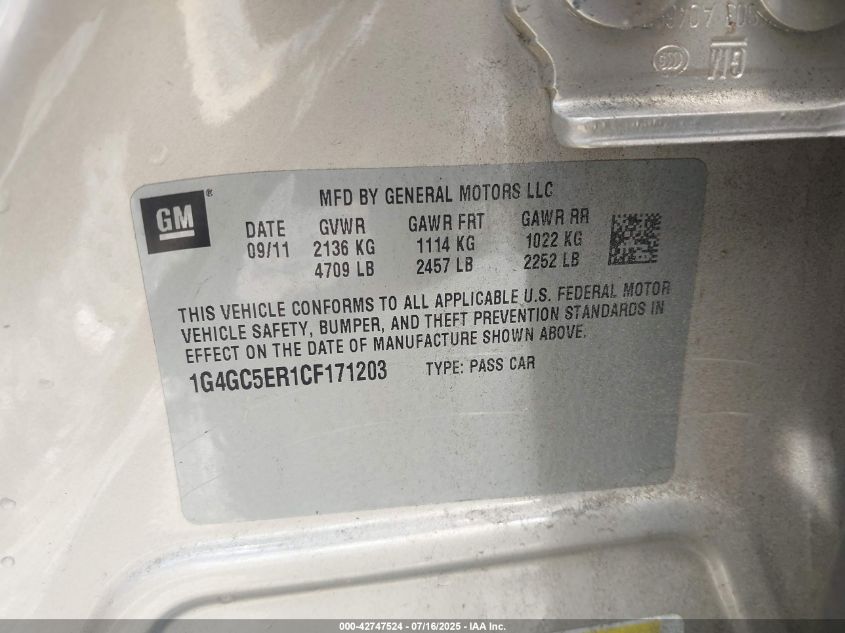 GM
GM ®
MFD BY GENERAL MOTORS LLC
DATE GVWR GAWR FRT GAWR RR
09/11 2136 KG 1114 KG 1022 KG
4709 LB 2457 LB 2252 LB
THIS VEHICLE CONFORMS TO ALL APPLICABLE U.S. FEDERAL MOTOR
VEHICLE SAFETY, BUMPER, AND THEFT PREVENTION STANDARDS IN
EFFECT ON THE DATE OF MANUFACTURE SHOWN ABOVE.
1G4GC5ER1CF171203 TYPE: PASS CAR
000-42747524 - 07/16/2025 - IAA Inc.